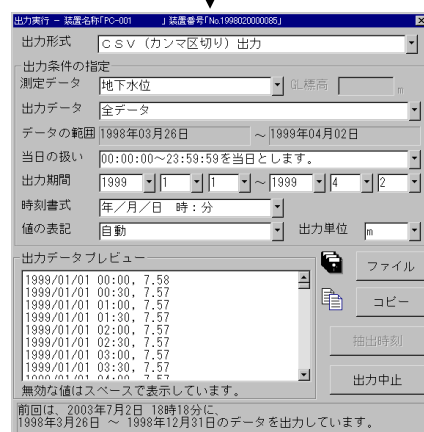 出力実行 － 装置名称「PC-001 」装置番号「No.1998020000085」
出力形式 ＣＳＶ（カンマ区切り）出力
出力条件の指定
測定データ 地下水位 GL標高 m
出力データ 全データ
データの範囲 1998年03月26日 ～ 1999年04月02日
当日の扱い 00:00:00～23:59:59を当日とします。
出力期間 1999 1 1 ～ 1999 4 2
時刻書式 年／月／日　時：分
値の表記 自動 出力単位 m
出力データプレビュー
1999/01/01 00:00, 7.58
1999/01/01 00:30, 7.57
1999/01/01 01:00, 7.57
1999/01/01 01:30, 7.57
1999/01/01 02:00, 7.57
1999/01/01 02:30, 7.57
1999/01/01 03:00, 7.57
1999/01/01 03:30, 7.57
1999/01/01 04:00, 7.57
無効な値はスペースで表示しています。
ファイル
コピー
抽出時刻
出力中止
前回は、2003年7月2日 18時18分に、
1998年3月26日 ～ 1998年12月31日のデータを出力しています。